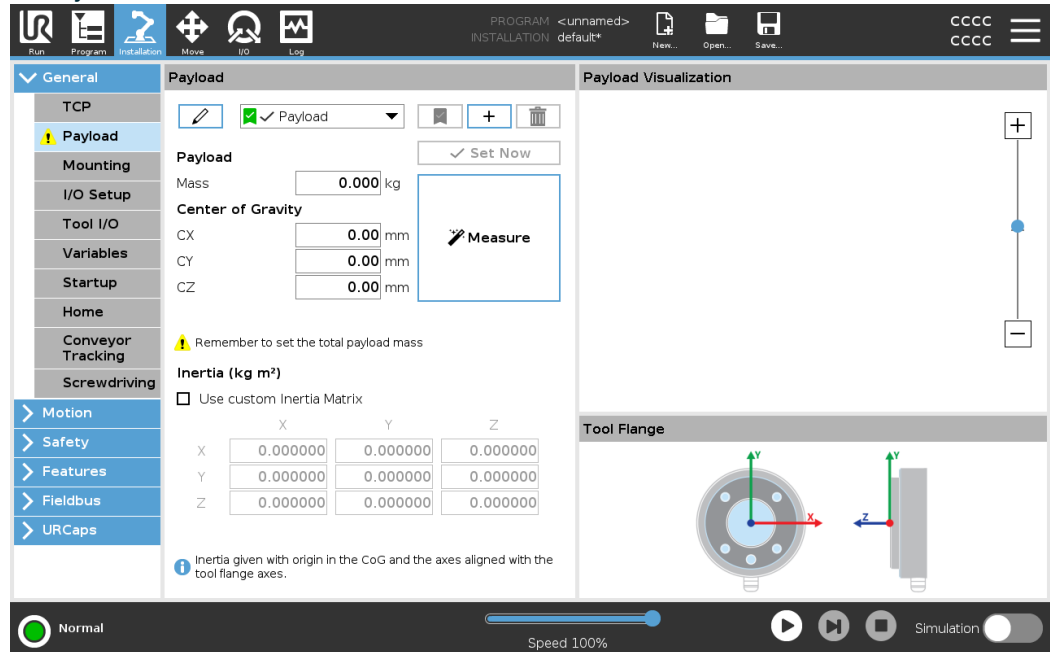 PROGRAM <unnamed>
INSTALLATION default*
Run Program Installation Move I/O Log New... Open... Save...
CCCC
CCCC
General
TCP
Payload
Mounting
I/O Setup
Tool I/O
Variables
Startup
Home
Conveyor
Tracking
Screwdriving
Motion
Safety
Features
Fieldbus
URCaps
Payload
Payload
+
Payload
Set Now
Mass 0.000 kg
Center of Gravity
CX 0.00 mm
CY 0.00 mm
CZ 0.00 mm
Measure
Remember to set the total payload mass
Inertia (kg m²)
Use custom Inertia Matrix
X Y Z
X 0.000000 0.000000 0.000000
Y 0.000000 0.000000 0.000000
Z 0.000000 0.000000 0.000000
Inertia given with origin in the CoG and the axes aligned with the
tool flange axes.
Payload Visualization
Tool Flange
Y
X
Y
Z
Normal
Speed 100%
Simulation